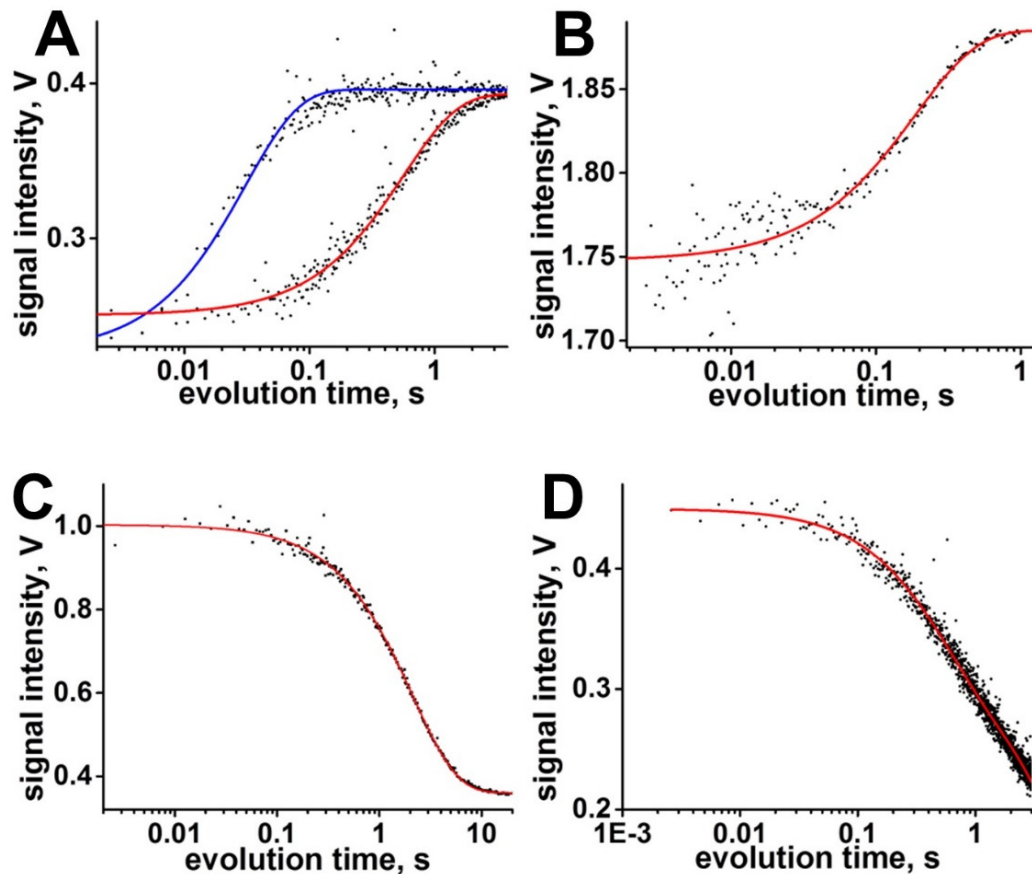 A
signal intensity, V
0.4
0.3
0.01
0.1
1
evolution time, s
B
signal intensity, V
1.85
1.80
1.75
1.70
0.01
0.1
1
evolution time, s
C
signal intensity, V
1.0
0.8
0.6
0.4
0.01
0.1
1
10
evolution time, s
D
signal intensity, V
0.4
0.3
0.2
1E-3
0.01
0.1
1
evolution time, s